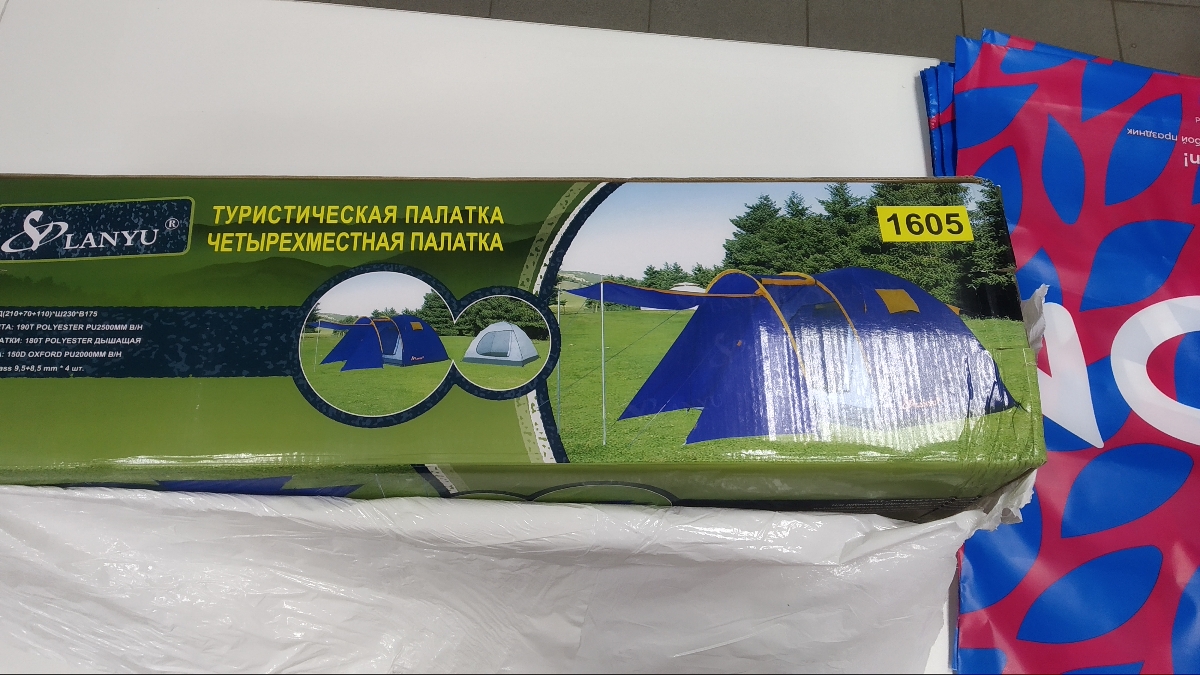 LANYU®
ТУРИСТИЧЕСКАЯ ПАЛАТКА
ЧЕТЫРЕХМЕСТНАЯ ПАЛАТКА
1605
Д(210+70+110)*Ш230*В175
190T POLYESTER PU2500MM В/Н
180T POLYESTER ДЫШАЩАЯ
150D OXFORD PU2000MM В/Н
9,5+8,5 mm * 4 шт.
праздник